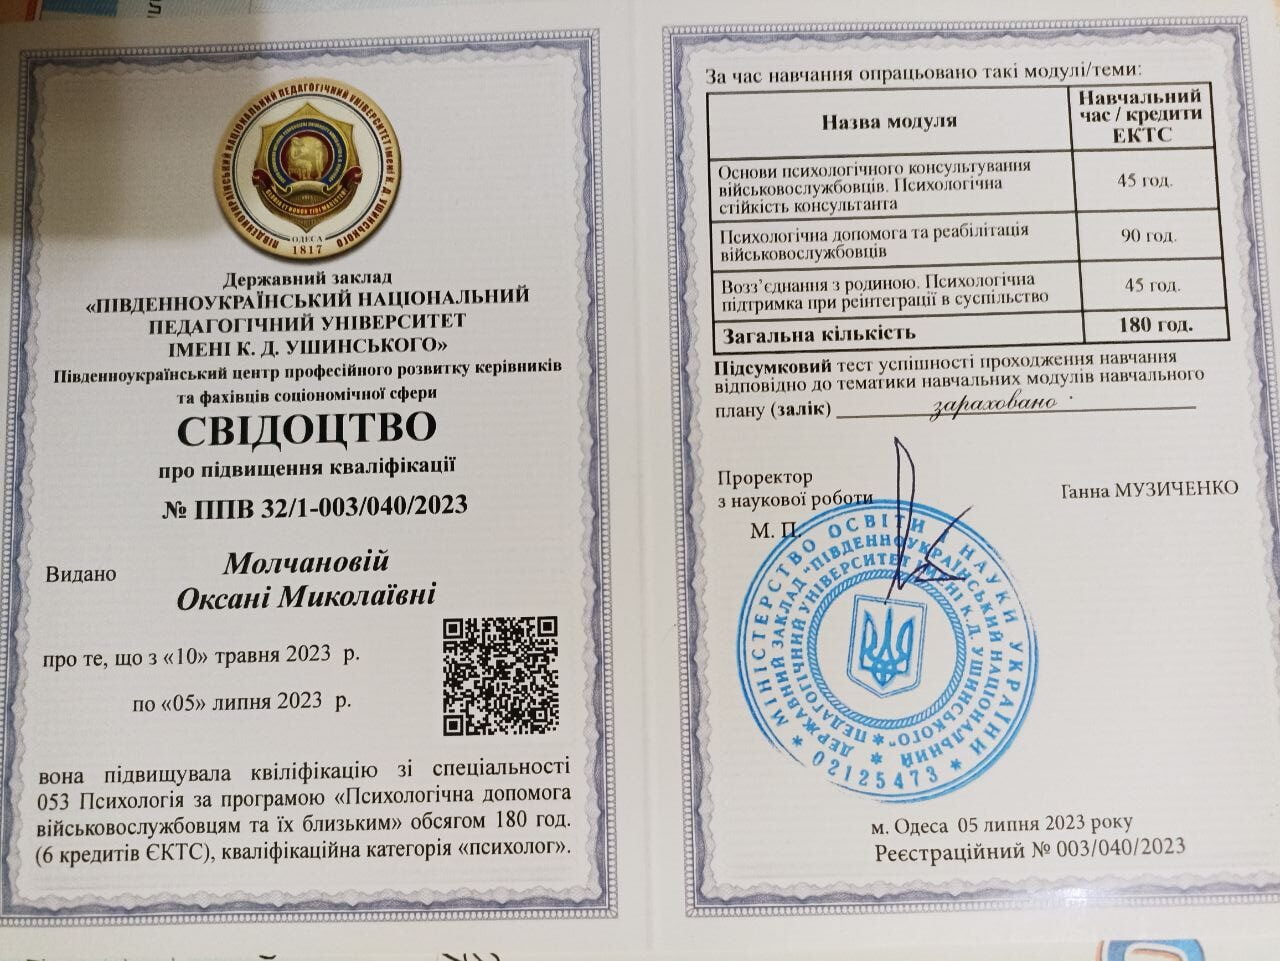 ПІВДЕННОУКРАЇНСЬКИЙ НАЦІОНАЛЬНИЙ ПЕДАГОГІЧНИЙ УНІВЕРСИТЕТ імені К. Д. УШИНСЬКОГО
ОДЕСА
1817
Державний заклад
«ПІВДЕННОУКРАЇНСЬКИЙ НАЦІОНАЛЬНИЙ
ПЕДАГОГІЧНИЙ УНІВЕРСИТЕТ
ІМЕНІ К. Д. УШИНСЬКОГО»
Південноукраїнський центр професійного розвитку керівників
та фахівців соціономічної сфери
СВІДОЦТВО
про підвищення кваліфікації
№ ППВ 32/1-003/040/2023
Видано
Молчановій
Оксані Миколаївні
про те, що з «10» травня 2023 р.
по «05» липня 2023 р.
вона підвищувала квіліфікацію зі спеціальності
053 Психологія за програмою «Психологічна допомога
військовослужбовцям та їх близьким» обсягом 180 год.
(6 кредитів ЄКТС), кваліфікаційна категорія «психолог».
За час навчання опрацьовано такі модулі/теми:
Назва модуля
Навчальний
час / кредити
ЕКТС
Основи психологічного консультування
військовослужбовців. Психологічна
стійкість консультанта
45 год.
Психологічна допомога та реабілітація
військовослужбовців
90 год.
Возз'єднання з родиною. Психологічна
підтримка при реінтеграції в суспільство
45 год.
Загальна кількість
180 год.
Підсумковий тест успішності проходження навчання
відповідно до тематики навчальних модулів навчального
плану (залік) зараховано
Проректор
з наукової роботи
Ганна МУЗИЧЕНКО
М. П.
МІНІСТЕРСТВО ОСВІТИ І НАУКИ УКРАЇНИ
* 02125473 *
ДЕРЖАВНИЙ ЗАКЛАД "ПІВДЕННОУКРАЇНСЬКИЙ НАЦІОНАЛЬНИЙ
ПЕДАГОГІЧНИЙ УНІВЕРСИТЕТ ІМЕНІ К.Д. УШИНСЬКОГО"
м. Одеса 05 липня 2023 року
Реєстраційний № 003/040/2023